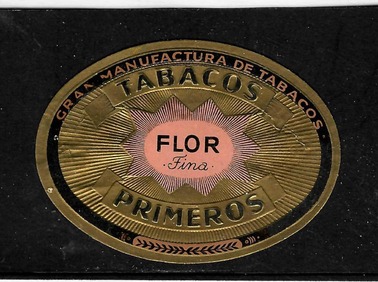 GRAN MANUFACTURA DE TABACOS
TABACOS
FLOR
Fina
PRIMEROS